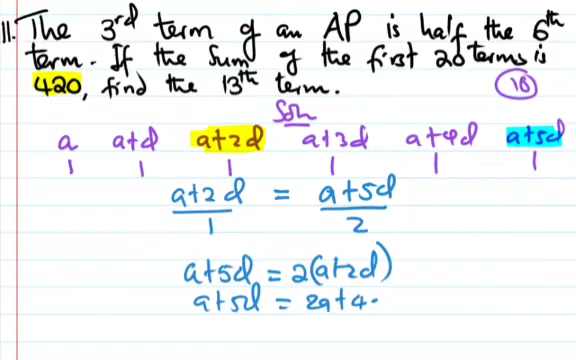 11. The 3rd term of an AP is half the 6th
term. If the sum of the first 20 terms is
420, find the 13th term. 18
Soln
a a+d a+2d a+3d a+4d a+5d
1 1 1 1 1 1
a+2d = a+5d
1 2
a+5d = 2(a+2d)
a+5d = 2a+4